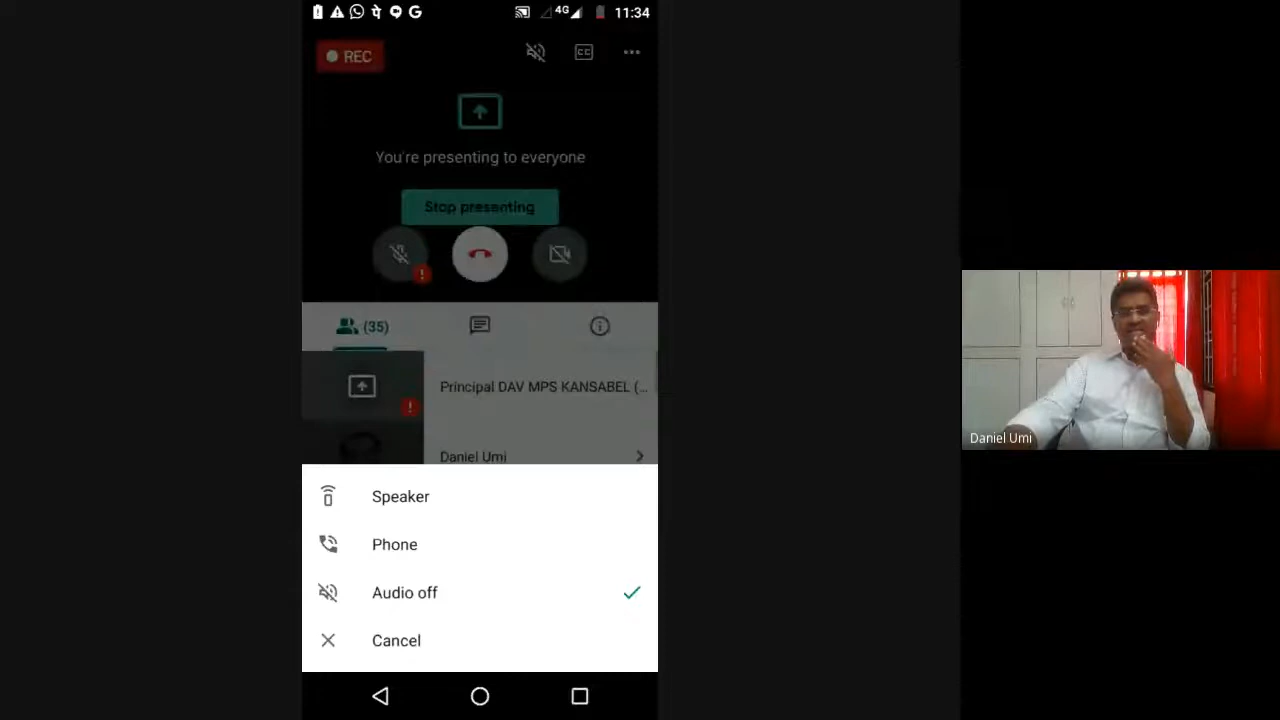 4G 11:34
REC
CC
You're presenting to everyone
Stop presenting
(35)
Principal DAV MPS KANSABEL (...
Daniel Umi
Speaker
Phone
Audio off
Cancel
Daniel Umi